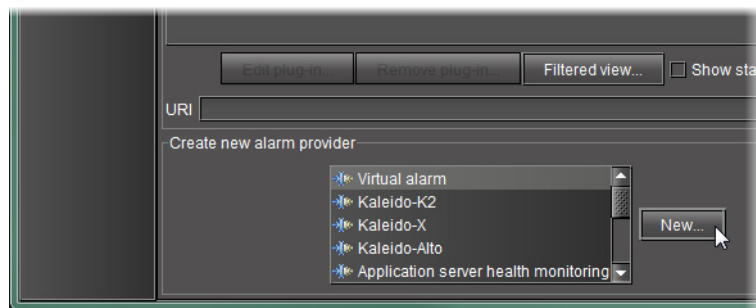 Edit plug-in... Remove plug-in... Filtered view... Show sta
URI
Create new alarm provider
Virtual alarm
Kaleido-K2
Kaleido-X
New...
Kaleido-Alto
Application server health monitoring